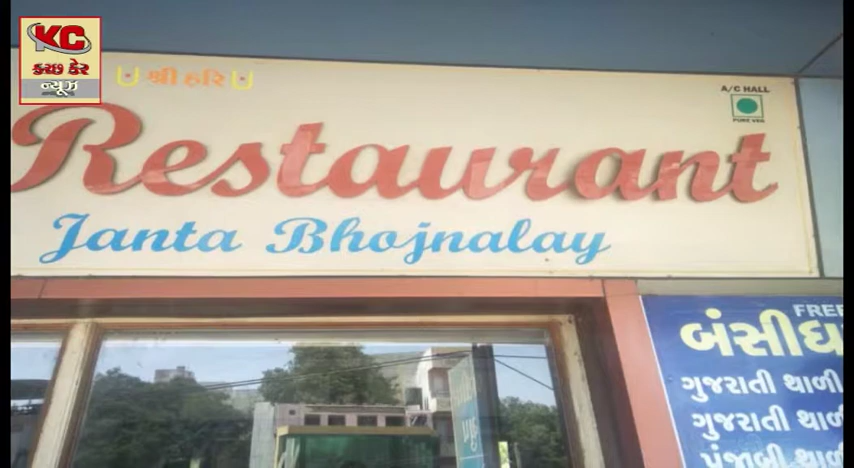 KC
કચ્છ કેર
ન્યૂઝ
શ્રી હરિ
A/C HALL
PURE VEG
Restaurant
Janta Bhojnalay
FREE
બંસીધ
ગુજરાતી થાળી
ગુજરાતી થાળી
પંજાબી થાળી